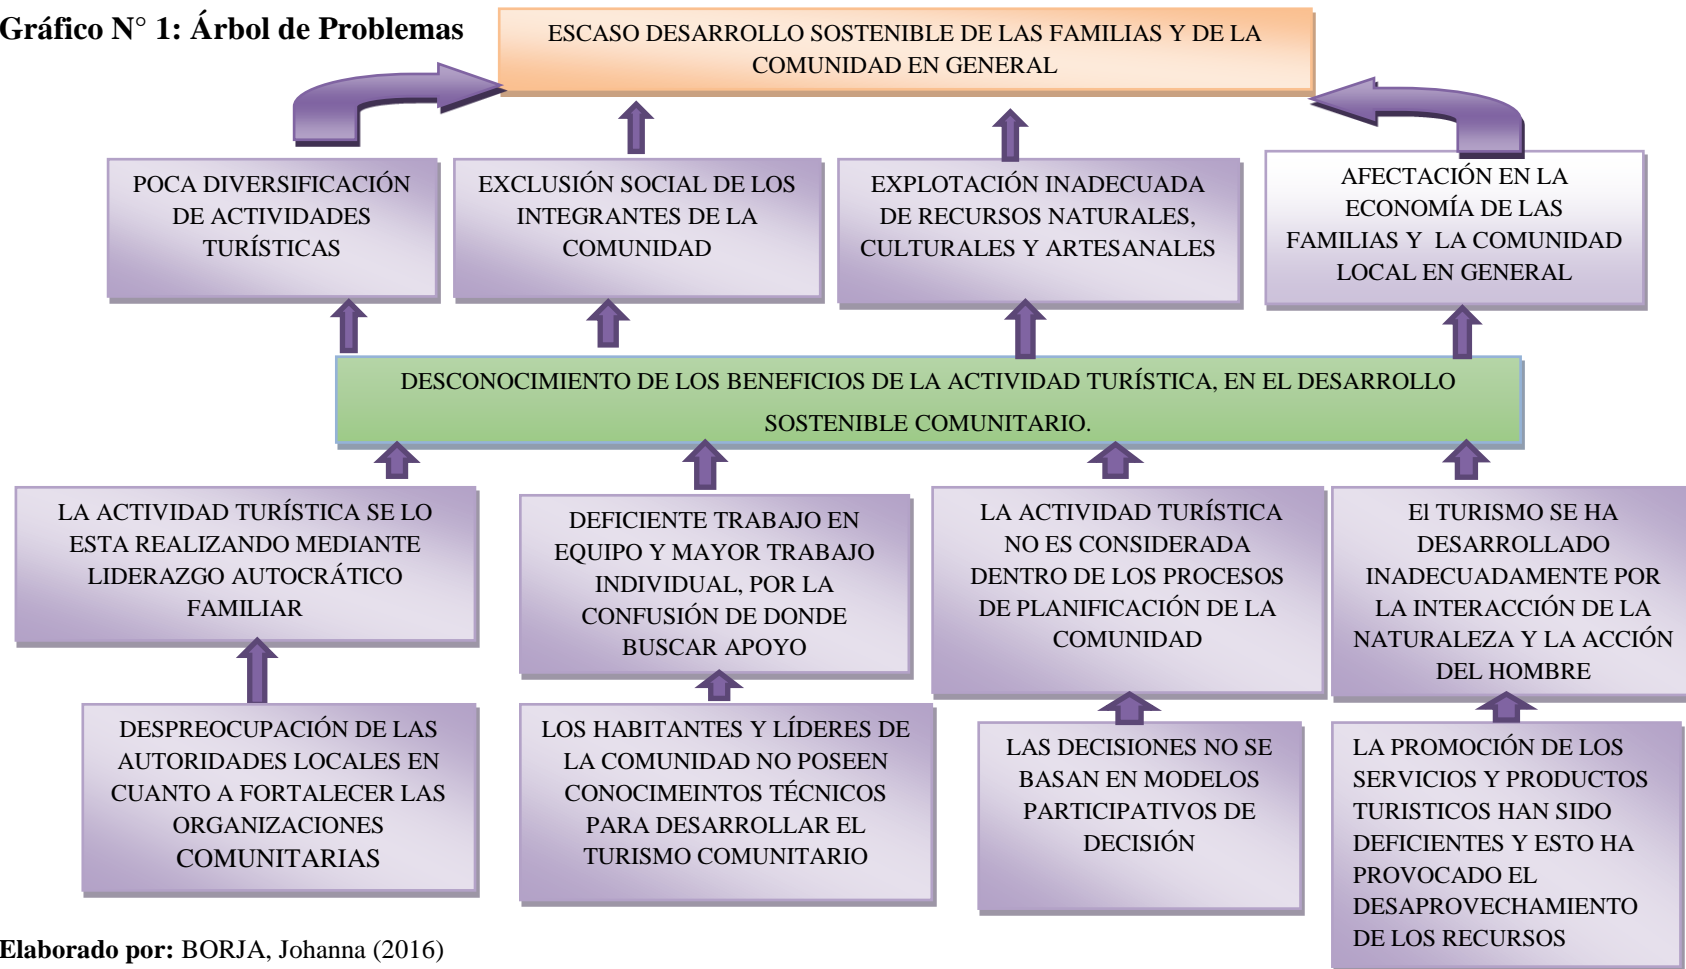 Gráfico N° 1: Árbol de Problemas
ESCASO DESARROLLO SOSTENIBLE DE LAS FAMILIAS Y DE LA
COMUNIDAD EN GENERAL
POCA DIVERSIFICACIÓN
DE ACTIVIDADES
TURÍSTICAS
EXCLUSIÓN SOCIAL DE LOS
INTEGRANTES DE LA
COMUNIDAD
EXPLOTACIÓN INADECUADA
DE RECURSOS NATURALES,
CULTURALES Y ARTESANALES
AFECTACIÓN EN LA
ECONOMÍA DE LAS
FAMILIAS Y LA COMUNIDAD
LOCAL EN GENERAL
DESCONOCIMIENTO DE LOS BENEFICIOS DE LA ACTIVIDAD TURÍSTICA, EN EL DESARROLLO
SOSTENIBLE COMUNITARIO.
LA ACTIVIDAD TURÍSTICA SE LO
ESTA REALIZANDO MEDIANTE
LIDERAZGO AUTOCRÁTICO
FAMILIAR
DEFICIENTE TRABAJO EN
EQUIPO Y MAYOR TRABAJO
INDIVIDUAL, POR LA
CONFUSIÓN DE DONDE
BUSCAR APOYO
LA ACTIVIDAD TURÍSTICA
NO ES CONSIDERADA
DENTRO DE LOS PROCESOS
DE PLANIFICACIÓN DE LA
COMUNIDAD
El TURISMO SE HA
DESARROLLADO
INADECUADAMENTE POR
LA INTERACCIÓN DE LA
NATURALEZA Y LA ACCIÓN
DEL HOMBRE
DESPREOCUPACIÓN DE LAS
AUTORIDADES LOCALES EN
CUANTO A FORTALECER LAS
ORGANIZACIONES
COMUNITARIAS
LOS HABITANTES Y LÍDERES DE
LA COMUNIDAD NO POSEEN
CONOCIMEINTOS TÉCNICOS
PARA DESARROLLAR EL
TURISMO COMUNITARIO
LAS DECISIONES NO SE
BASAN EN MODELOS
PARTICIPATIVOS DE
DECISIÓN
LA PROMOCIÓN DE LOS
SERVICIOS Y PRODUCTOS
TURISTICOS HAN SIDO
DEFICIENTES Y ESTO HA
PROVOCADO EL
DESAPROVECHAMIENTO
DE LOS RECURSOS
Elaborado por: BORJA, Johanna (2016)